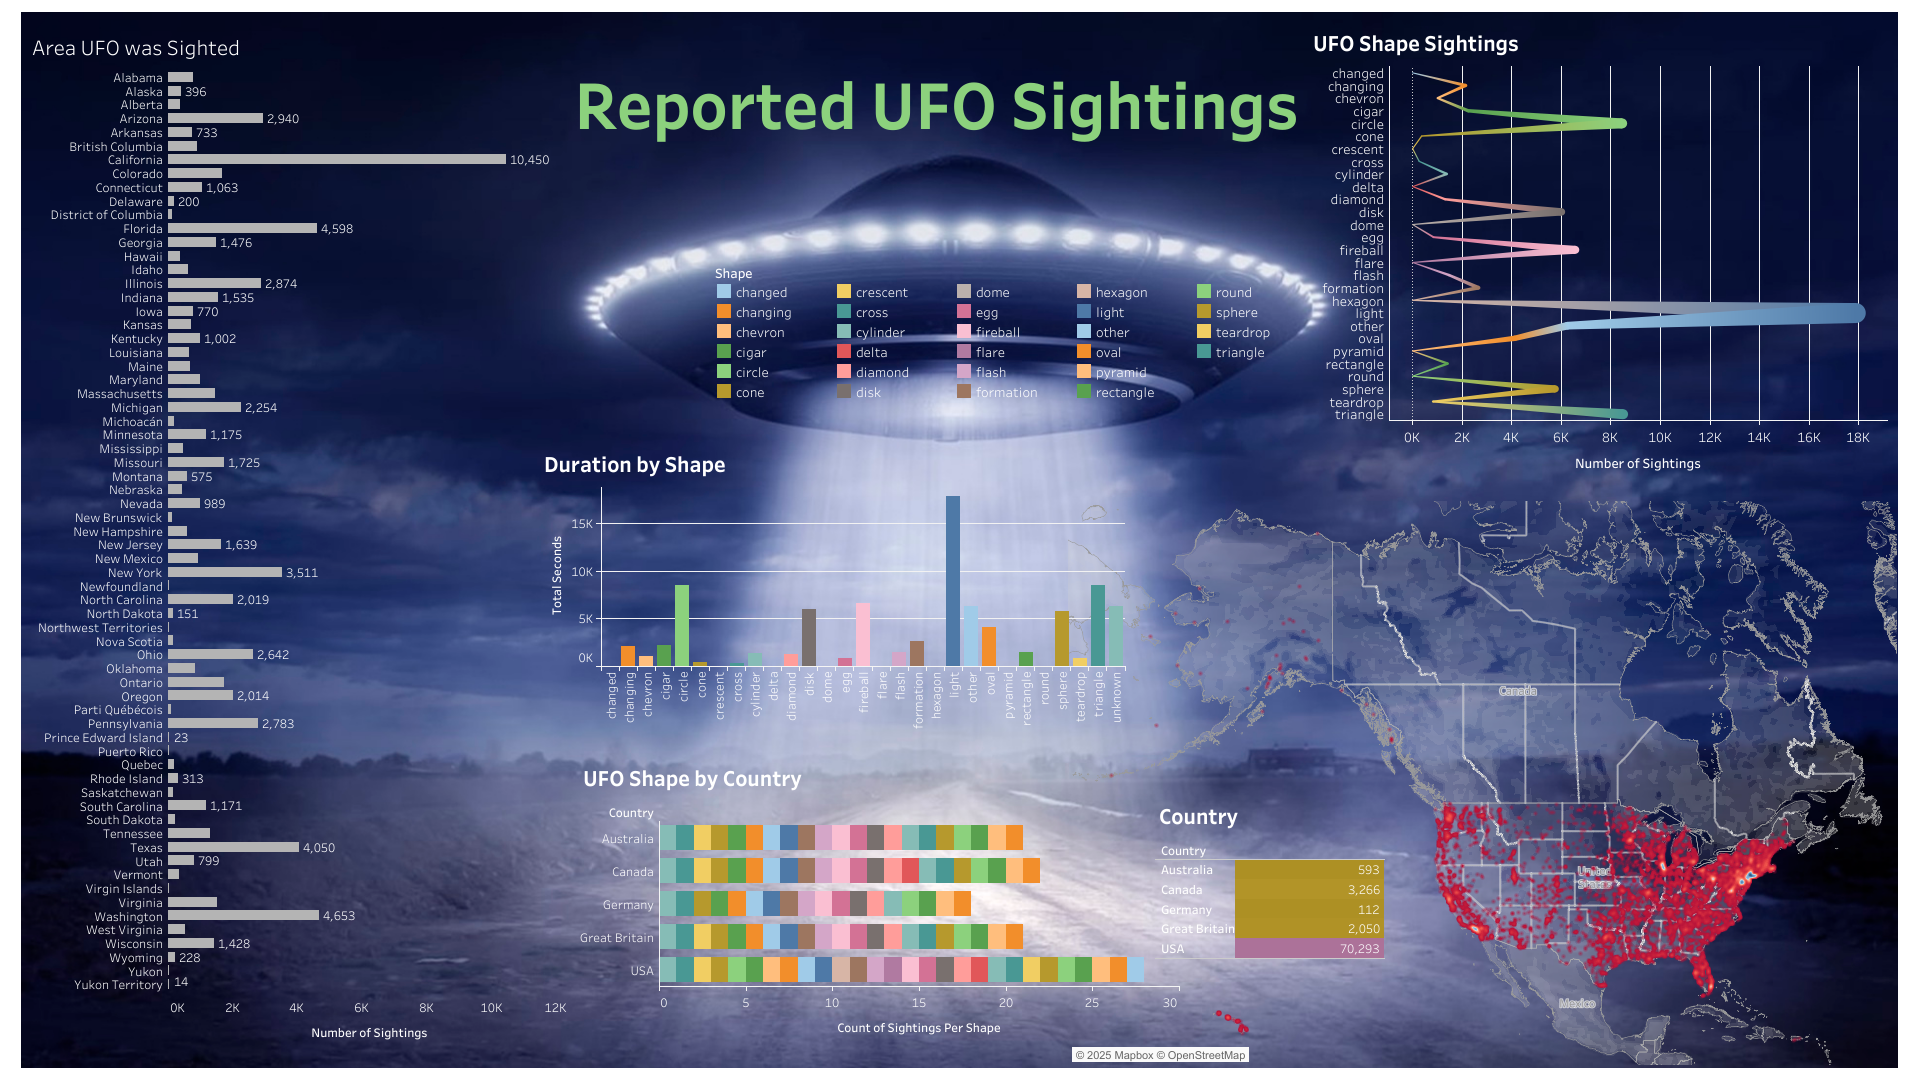 Area UFO was Sighted
Alabama
Alaska 396
Alberta
Arizona 2,940
Arkansas 733
British Columbia
California 10,450
Colorado
Connecticut 1,063
Delaware 200
District of Columbia
Florida 4,598
Georgia 1,476
Hawaii
Idaho
Illinois 2,874
Indiana 1,535
Iowa 770
Kansas
Kentucky 1,002
Louisiana
Maine
Maryland
Massachusetts
Michigan 2,254
Michoacán
Minnesota 1,175
Mississippi
Missouri 1,725
Montana 575
Nebraska
Nevada 989
New Brunswick
New Hampshire
New Jersey 1,639
New Mexico
New York 3,511
Newfoundland
North Carolina 2,019
North Dakota 151
Northwest Territories
Nova Scotia
Ohio 2,642
Oklahoma
Ontario
Oregon 2,014
Parti Québécois
Pennsylvania 2,783
Prince Edward Island 23
Puerto Rico
Quebec
Rhode Island 313
Saskatchewan
South Carolina 1,171
South Dakota
Tennessee
Texas 4,050
Utah 799
Vermont
Virgin Islands
Virginia
Washington 4,653
West Virginia
Wisconsin 1,428
Wyoming 228
Yukon
Yukon Territory 14
0K 2K 4K 6K 8K 10K 12K
Number of Sightings
Reported UFO Sightings
Shape
changed crescent dome hexagon round
changing cross egg light sphere
chevron cylinder fireball other teardrop
cigar delta flare oval triangle
circle diamond flash pyramid
cone disk formation rectangle
UFO Shape Sightings
changed
changing
chevron
cigar
circle
cone
crescent
cross
cylinder
delta
diamond
disk
dome
egg
fireball
flare
flash
formation
hexagon
light
other
oval
pyramid
rectangle
round
sphere
teardrop
triangle
0K 2K 4K 6K 8K 10K 12K 14K 16K 18K
Number of Sightings
Duration by Shape
Total Seconds
15K
10K
5K
0K
changed changing chevron cigar circle cone crescent cross cylinder delta diamond disk dome egg fireball flare flash formation hexagon light other oval pyramid rectangle round sphere teardrop triangle unknown
UFO Shape by Country
Country
Australia
Canada
Germany
Great Britain
USA
0 5 10 15 20 25 30
Count of Sightings Per Shape
Country
Country
Australia 593
Canada 3,266
Germany 112
Great Britain 2,050
USA 70,293
Canada
United
States
Mexico
© 2025 Mapbox © OpenStreetMap